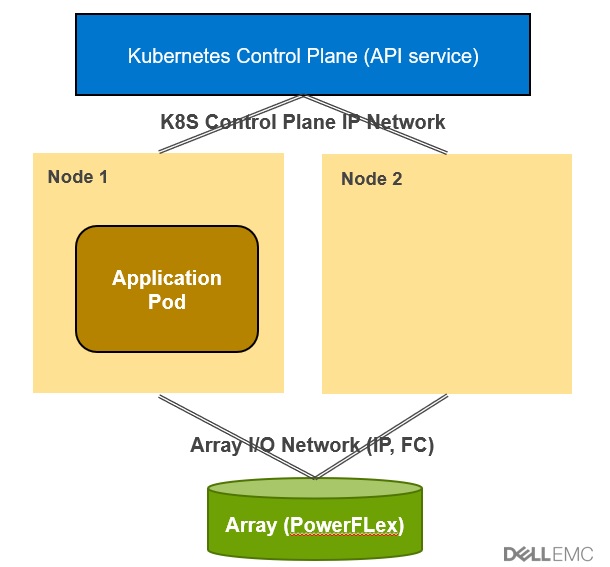 Kubernetes Control Plane (API service)
K8S Control Plane IP Network
Node 1
Node 2
Application
Pod
Array I/O Network (IP, FC)
Array (PowerFLex)
DELLEMC